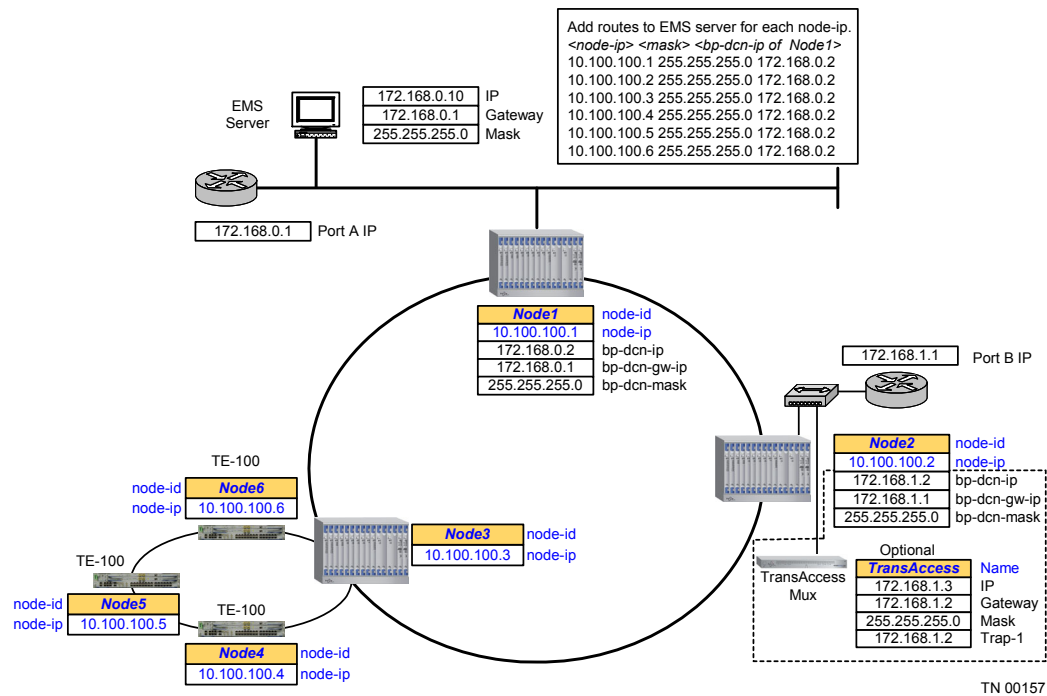 Add routes to EMS server for each node-ip.
<node-ip> <mask> <bp-dcn-ip of Node1>
10.100.100.1 255.255.255.0 172.168.0.2
10.100.100.2 255.255.255.0 172.168.0.2
10.100.100.3 255.255.255.0 172.168.0.2
10.100.100.4 255.255.255.0 172.168.0.2
10.100.100.5 255.255.255.0 172.168.0.2
10.100.100.6 255.255.255.0 172.168.0.2
EMS
Server
172.168.0.10 IP
172.168.0.1 Gateway
255.255.255.0 Mask
172.168.0.1 Port A IP
Node1 node-id
10.100.100.1 node-ip
172.168.0.2 bp-dcn-ip
172.168.0.1 bp-dcn-gw-ip
255.255.255.0 bp-dcn-mask
172.168.1.1 Port B IP
Node2 node-id
10.100.100.2 node-ip
172.168.1.2 bp-dcn-ip
172.168.1.1 bp-dcn-gw-ip
255.255.255.0 bp-dcn-mask
TE-100
node-id Node6
node-ip 10.100.100.6
Node3 node-id
10.100.100.3 node-ip
TE-100
node-id Node5
node-ip 10.100.100.5
TE-100
Node4 node-id
10.100.100.4 node-ip
TransAccess
Mux
Optional
TransAccess Name
172.168.1.3 IP
172.168.1.2 Gateway
255.255.255.0 Mask
172.168.1.2 Trap-1
TN 00157